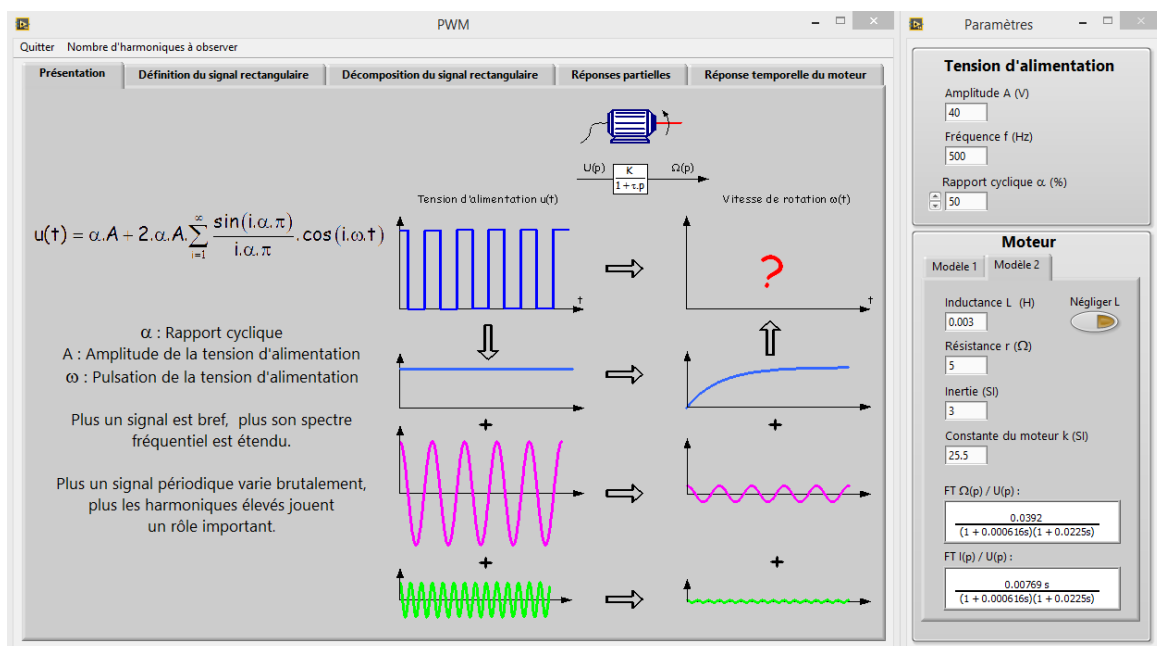 PWM
Quitter Nombre d'harmoniques à observer
Présentation
Définition du signal rectangulaire
Décomposition du signal rectangulaire
Réponses partielles
Réponse temporelle du moteur
U(p) K Ω(p)
1 + τ.p
Tension d'alimentation u(t)
Vitesse de rotation ω(t)
u(t) = α.A + 2.α.A.∑ sin(i.α.π) / i.α.π . cos(i.ω.t)
∞
i=1
?
t
t
α : Rapport cyclique
A : Amplitude de la tension d'alimentation
ω : Pulsation de la tension d'alimentation
Plus un signal est bref, plus son spectre
fréquentiel est étendu.
Plus un signal périodique varie brutalement,
plus les harmoniques élevés jouent
un rôle important.
+
+
+
+
Paramètres
Tension d'alimentation
Amplitude A (V)
40
Fréquence f (Hz)
500
Rapport cyclique α (%)
50
Moteur
Modèle 1
Modèle 2
Inductance L (H)
Négliger L
0.003
Résistance r (Ω)
5
Inertie (SI)
3
Constante du moteur k (SI)
25.5
FT Ω(p) / U(p) :
0.0392
(1 + 0.000616s)(1 + 0.0225s)
FT I(p) / U(p) :
0.00769 s
(1 + 0.000616s)(1 + 0.0225s)